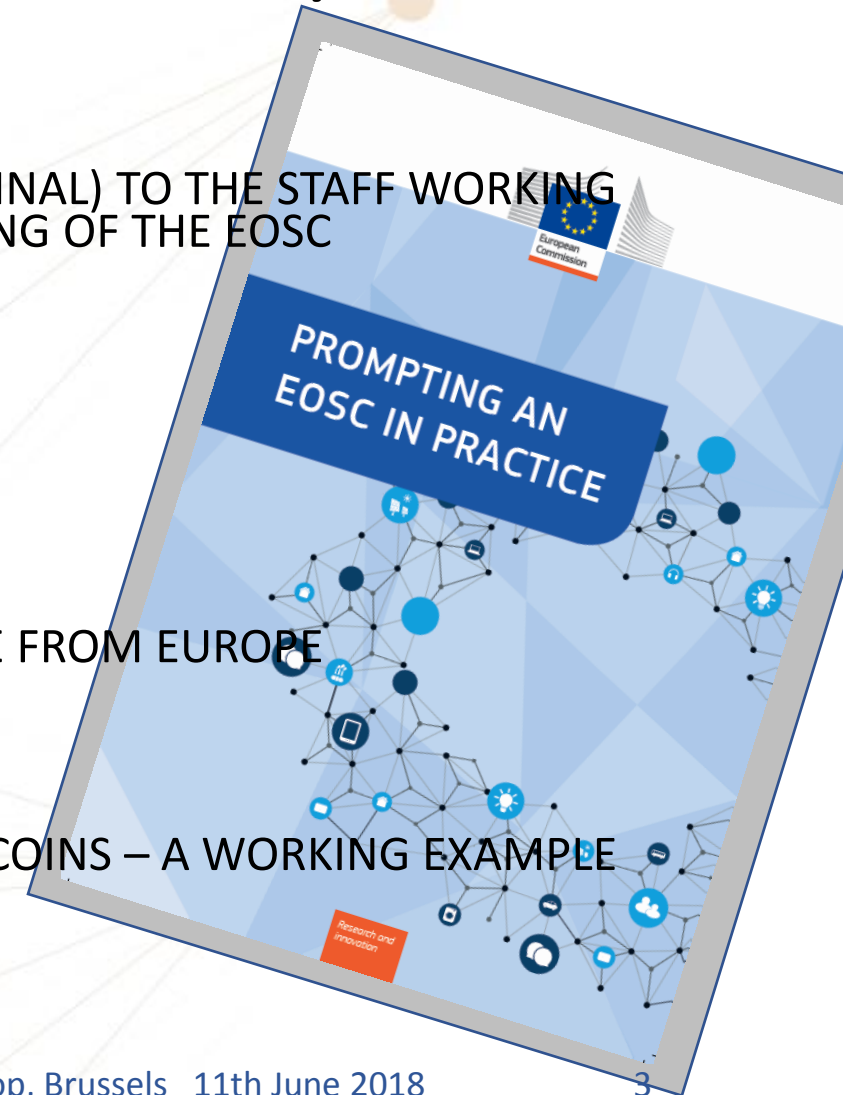 INAL) TO THE STAFF WORKING
NG OF THE EOSC
European
Commission
PROMPTING AN
EOSC IN PRACTICE
E FROM EUROPE
COINS – A WORKING EXAMPLE
Research and
innovation
op, Brussels 11th June 2018
3